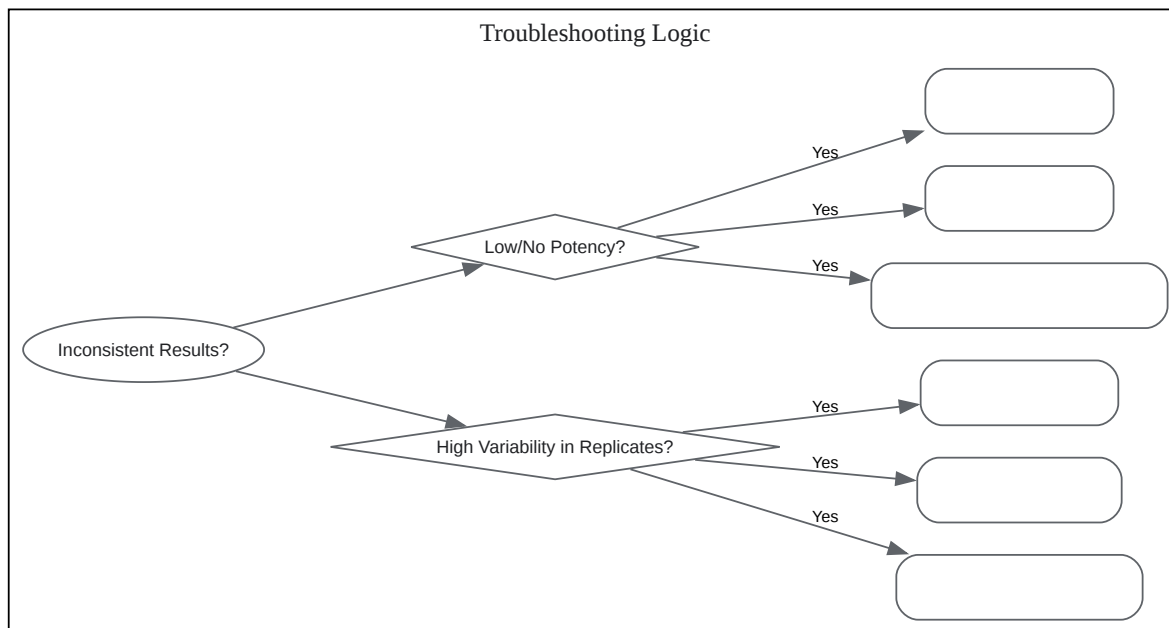 Troubleshooting Logic
Yes
Yes
Low/No Potency?
Yes
Inconsistent Results?
Yes
High Variability in Replicates?
Yes
Yes